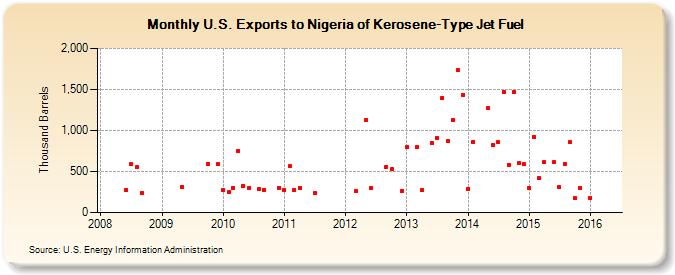 Monthly U.S. Exports to Nigeria of Kerosene-Type Jet Fuel
Thousand Barrels
2,000
1,500
1,000
500
0
2008 2009 2010 2011 2012 2013 2014 2015 2016
Source: U.S. Energy Information Administration